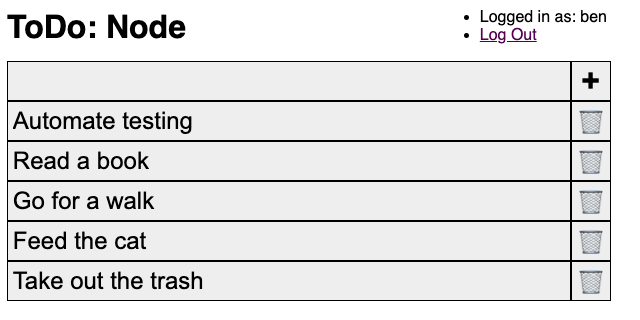 ToDo: Node
Logged in as: ben
Log Out
+
Automate testing
Read a book
Go for a walk
Feed the cat
Take out the trash